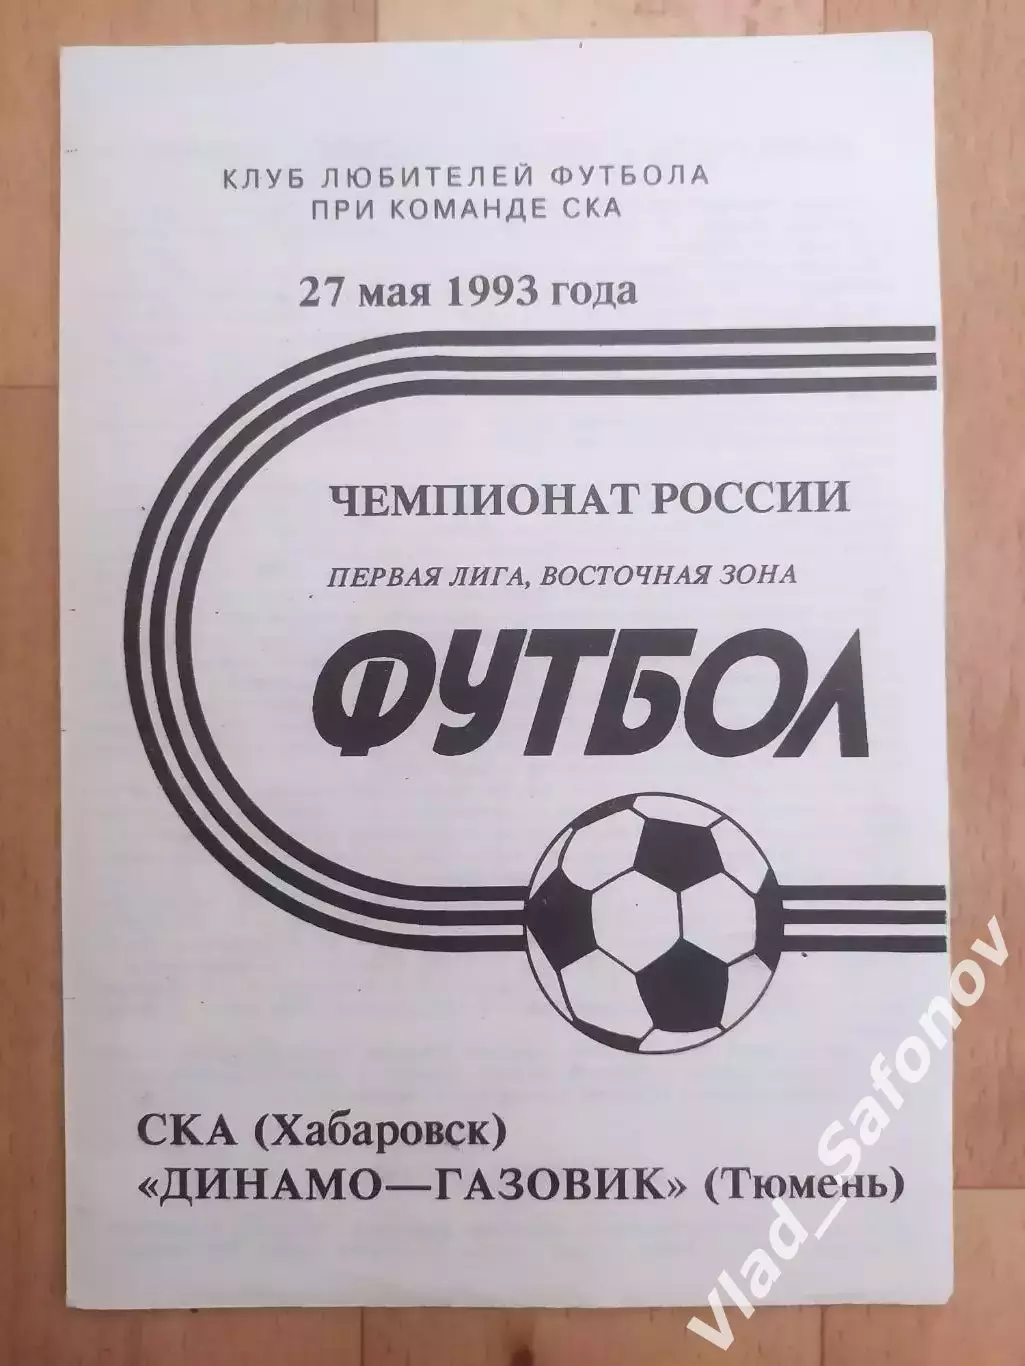 КЛУБ ЛЮБИТЕЛЕЙ ФУТБОЛА
ПРИ КОМАНДЕ СКА
27 мая 1993 года
ЧЕМПИОНАТ РОССИИ
ПЕРВАЯ ЛИГА, ВОСТОЧНАЯ ЗОНА
ФУТБОЛ
СКА (Хабаровск)
«ДИНАМО—ГАЗОВИК» (Тюмень)
Vlad_Safonov